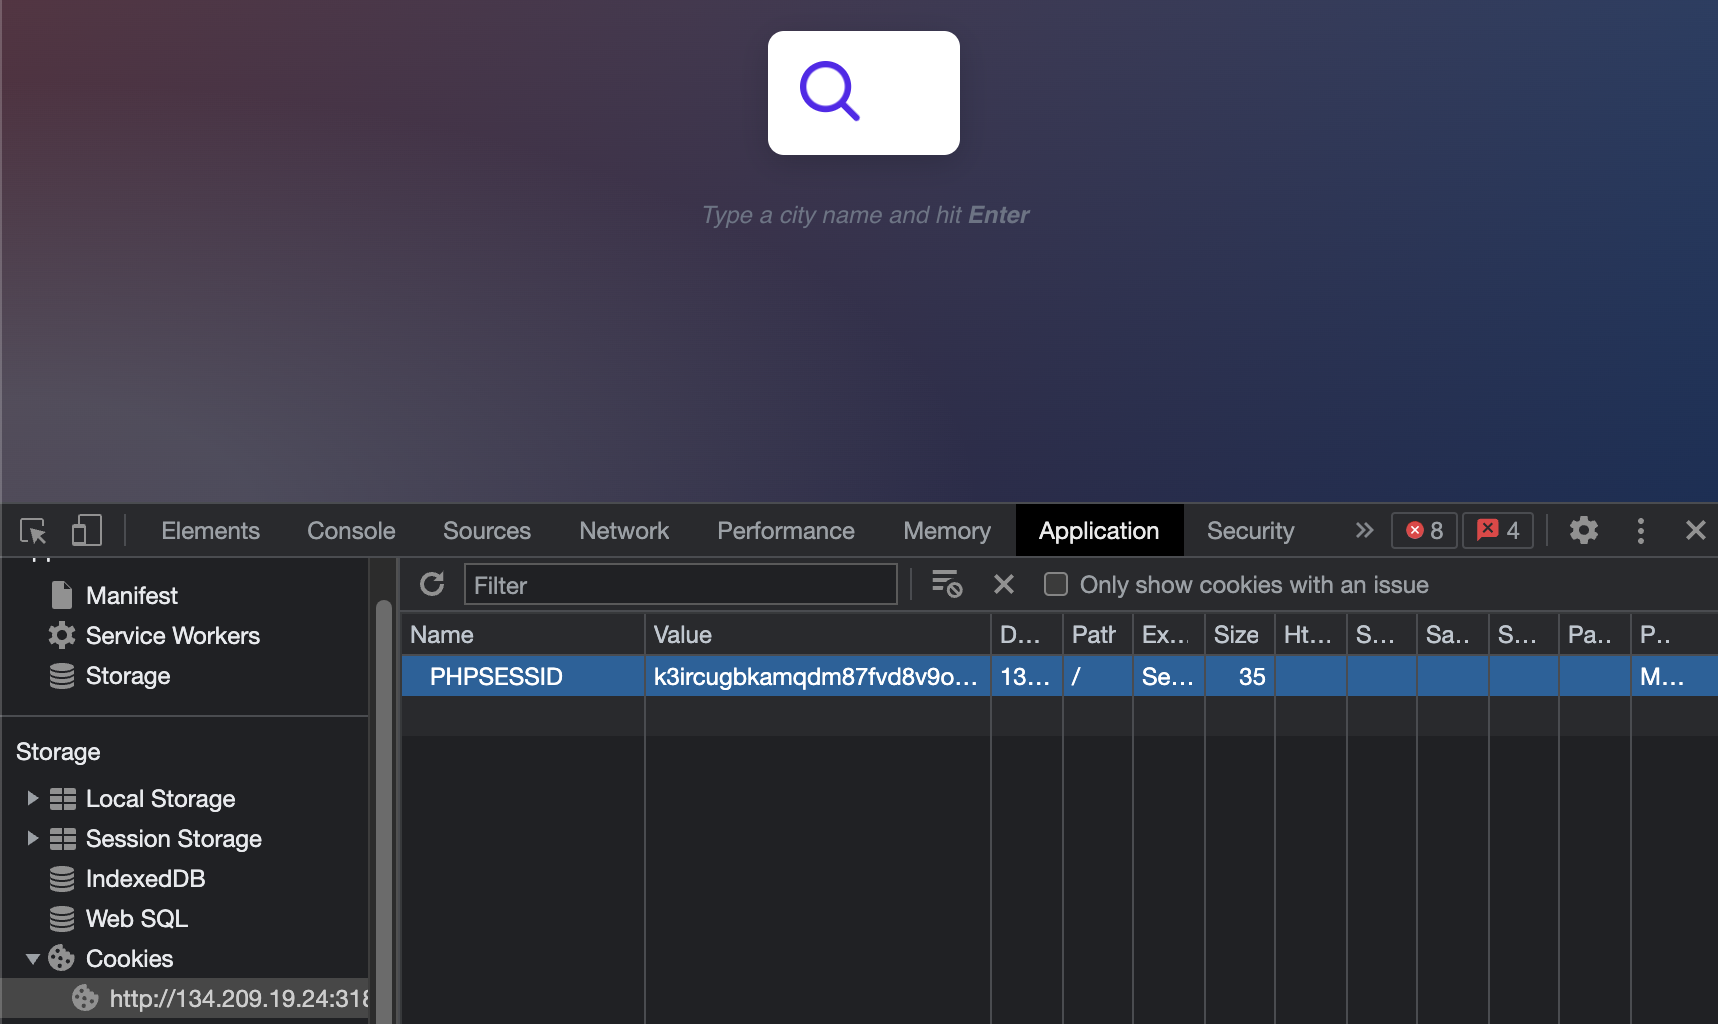 Type a city name and hit Enter
Elements Console Sources Network Performance Memory Application Security 8 4
Manifest
Service Workers
Storage
Storage
Local Storage
Session Storage
IndexedDB
Web SQL
Cookies
http://134.209.19.24:318
Filter Only show cookies with an issue
Name Value D... Path Ex... Size Ht... S... Sa.. S... Pa.. P..
PHPSESSID k3ircugbkamqdm87fvd8v9o... 13... / Se... 35 M...